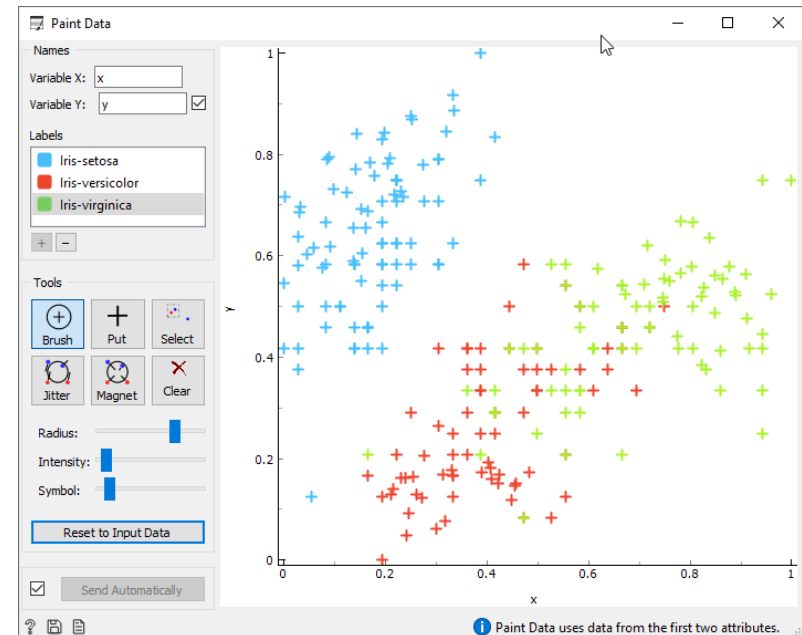 Paint Data
Names
Variable X: x
Variable Y: y
Labels
Iris-setosa
Iris-versicolor
Iris-virginica
+ −
Tools
Brush Put Select
Jitter Magnet Clear
Radius:
Intensity:
Symbol:
Reset to Input Data
Send Automatically
1
0.8
0.6
0.4
0.2
0
y
0 0.2 0.4 0.6 0.8 1
x
? i Paint Data uses data from the first two attributes.